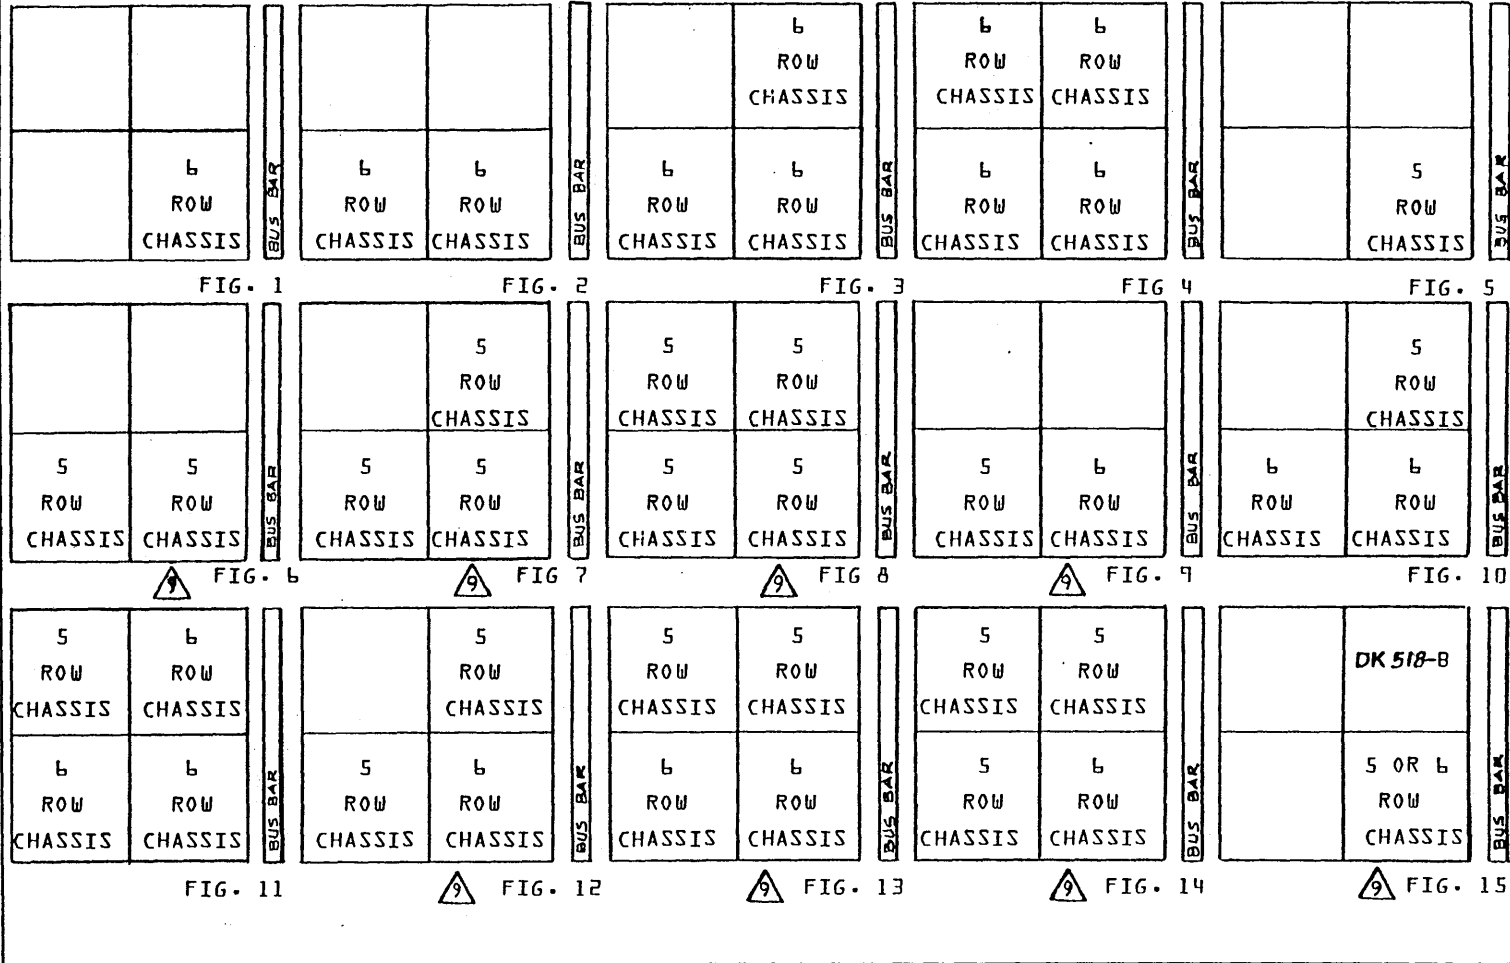 6
ROW
CHASSIS
BUS BAR
FIG. 1
6
ROW
CHASSIS
6
ROW
CHASSIS
BUS BAR
FIG. 2
6
ROW
CHASSIS
6
ROW
CHASSIS
6
ROW
CHASSIS
BUS BAR
FIG. 3
6
ROW
CHASSIS
6
ROW
CHASSIS
6
ROW
CHASSIS
6
ROW
CHASSIS
BUS BAR
FIG 4
5
ROW
CHASSIS
BUS BAR
FIG. 5
5
ROW
CHASSIS
5
ROW
CHASSIS
BUS BAR
9
FIG. 6
5
ROW
CHASSIS
5
ROW
CHASSIS
5
ROW
CHASSIS
BUS BAR
9
FIG 7
5
ROW
CHASSIS
5
ROW
CHASSIS
5
ROW
CHASSIS
5
ROW
CHASSIS
BUS BAR
9
FIG 8
5
ROW
CHASSIS
6
ROW
CHASSIS
BUS BAR
9
FIG. 9
5
ROW
CHASSIS
6
ROW
CHASSIS
6
ROW
CHASSIS
BUS BAR
FIG. 10
5
ROW
CHASSIS
6
ROW
CHASSIS
6
ROW
CHASSIS
6
ROW
CHASSIS
BUS BAR
FIG. 11
5
ROW
CHASSIS
5
ROW
CHASSIS
6
ROW
CHASSIS
BUS BAR
9
FIG. 12
5
ROW
CHASSIS
5
ROW
CHASSIS
6
ROW
CHASSIS
6
ROW
CHASSIS
BUS BAR
9
FIG. 13
5
ROW
CHASSIS
5
ROW
CHASSIS
5
ROW
CHASSIS
6
ROW
CHASSIS
BUS BAR
9
FIG. 14
DK 518-B
5 OR 6
ROW
CHASSIS
BUS BAR
9
FIG. 15